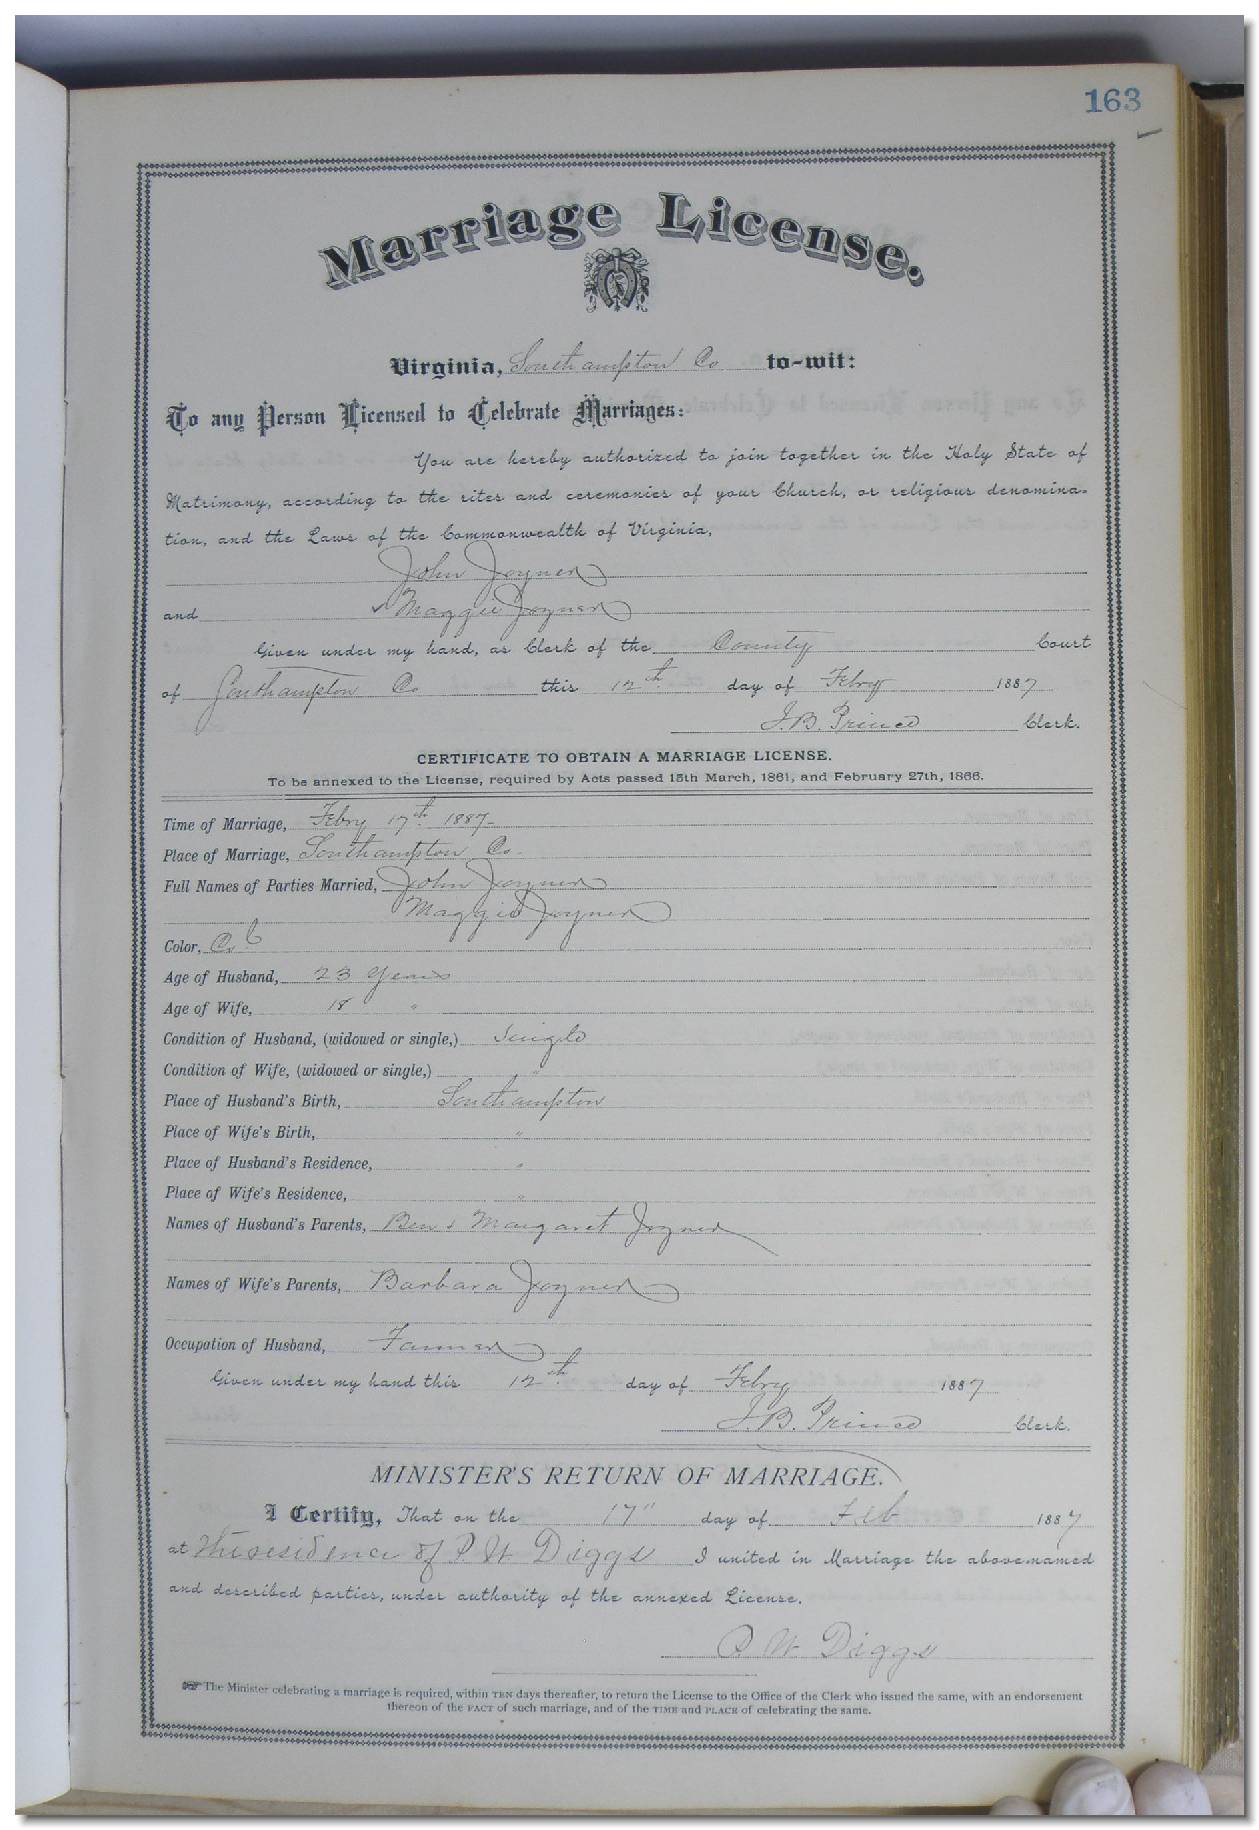 163
Marriage License.
Virginia, Southampton Co to-wit:
To any Person Licensed to Celebrate Marriages:
You are hereby authorized to join together in the Holy State of
Matrimony, according to the rites and ceremonies of your Church, or religious denomina-
tion, and the Laws of the Commonwealth of Virginia,
John Joyner
and Maggie Joyner
Given under my hand, as Clerk of the County Court
of Southampton Co this 12th day of Febry 1887
J.B. Prince Clerk.
CERTIFICATE TO OBTAIN A MARRIAGE LICENSE.
To be annexed to the License, required by Acts passed 15th March, 1861, and February 27th, 1866.
Time of Marriage, Febry 17th 1887-
Place of Marriage, Southampton Co.
Full Names of Parties Married, John Joyner
Maggie Joyner
Color, Col
Age of Husband, 23 years
Age of Wife, 18 "
Condition of Husband, (widowed or single,) Single
Condition of Wife, (widowed or single,) "
Place of Husband's Birth, Southampton
Place of Wife's Birth, "
Place of Husband's Residence, "
Place of Wife's Residence, "
Names of Husband's Parents, Ben & Margaret Joyner
Names of Wife's Parents, Barbara Joyner
Occupation of Husband, Farmer
Given under my hand this 12th day of Febry 1887
J.B. Prince Clerk.
MINISTER'S RETURN OF MARRIAGE.
I Certify, That on the 17" day of Feb 1887
at the residence of P W Diggs I united in Marriage the above-named
and described parties, under authority of the annexed License.
P W Diggs
☞ The Minister celebrating a marriage is required, within TEN days thereafter, to return the License to the Office of the Clerk who issued the same, with an endorsement
thereon of the FACT of such marriage, and of the TIME and PLACE of celebrating the same.